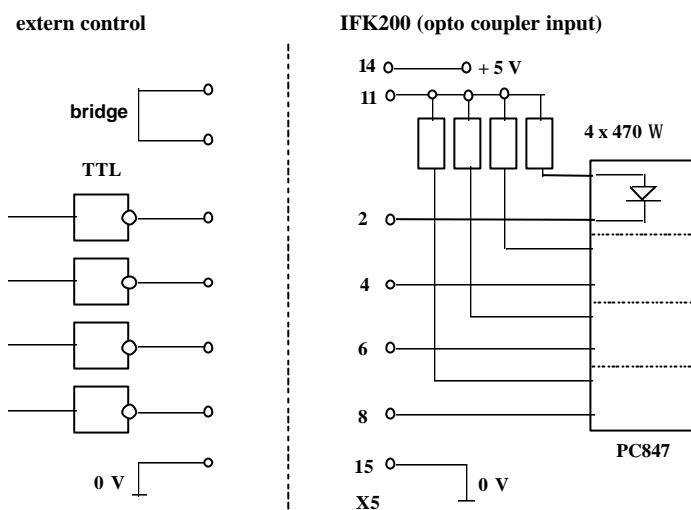 extern control
IFK200 (opto coupler input)
14
+ 5 V
11
bridge
4 x 470 W
TTL
2
4
6
8
PC847
15
0 V
0 V
X5